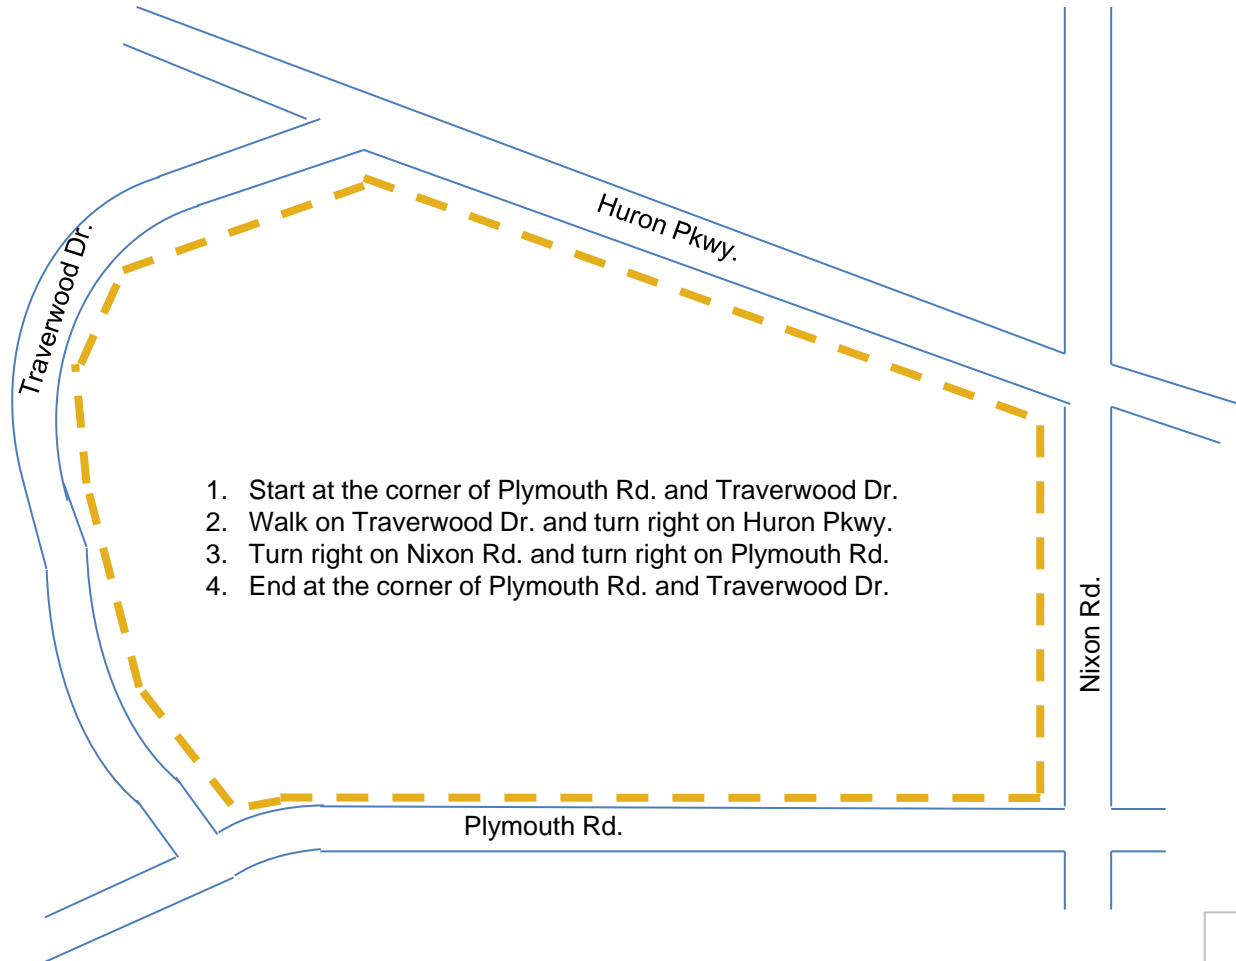 Huron Pkwy.
Traverwood Dr.
1. Start at the corner of Plymouth Rd. and Traverwood Dr.
2. Walk on Traverwood Dr. and turn right on Huron Pkwy.
3. Turn right on Nixon Rd. and turn right on Plymouth Rd.
4. End at the corner of Plymouth Rd. and Traverwood Dr.
Nixon Rd.
Plymouth Rd.